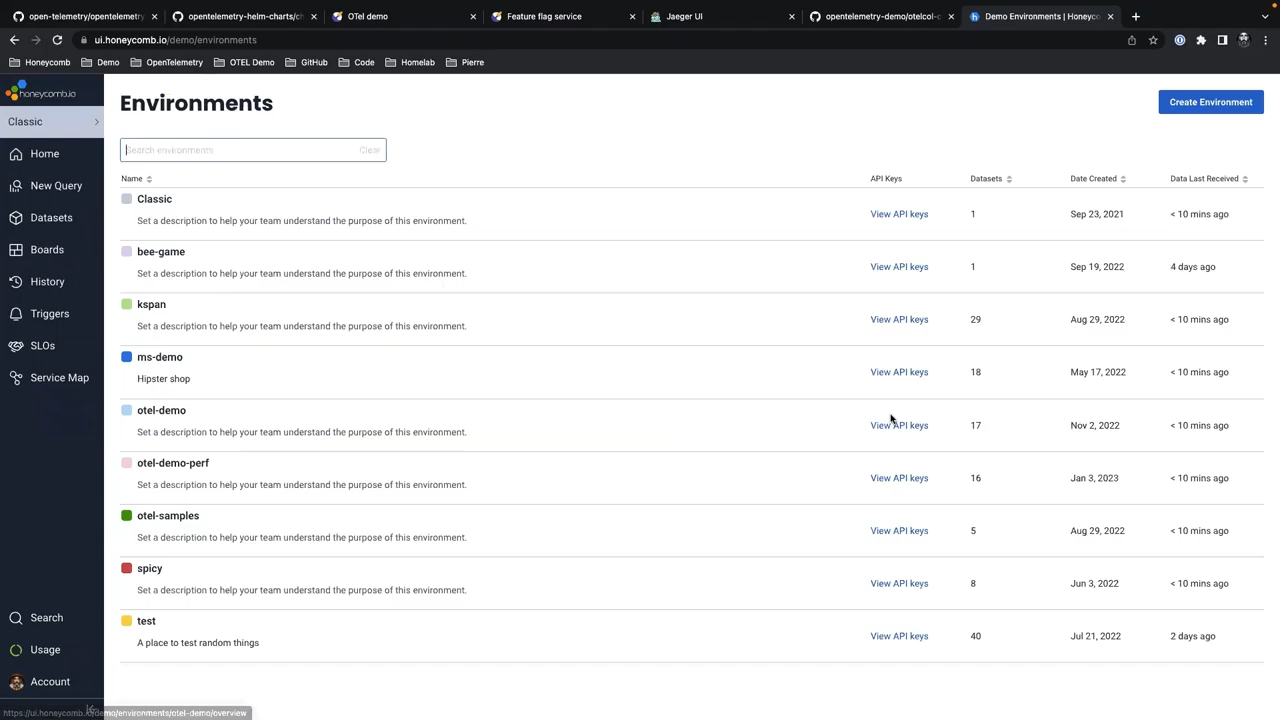 open-telemetry/opentelemetry
opentelemetry-helm-charts/ch
OTel demo
Feature flag service
Jaeger UI
opentelemetry-demo/otelcol-c
Demo Environments | Honeyco
ui.honeycomb.io/demo/environments
Honeycomb
Demo
OpenTelemetry
OTEL Demo
GitHub
Code
Homelab
Pierre
honeycomb.io
Classic
Home
New Query
Datasets
Boards
History
Triggers
SLOs
Service Map
Search
Usage
Account
Environments
Create Environment
Search environments Clear
Name API Keys Datasets Date Created Data Last Received
Classic
Set a description to help your team understand the purpose of this environment.
View API keys 1 Sep 23, 2021 < 10 mins ago
bee-game
Set a description to help your team understand the purpose of this environment.
View API keys 1 Sep 19, 2022 4 days ago
kspan
Set a description to help your team understand the purpose of this environment.
View API keys 29 Aug 29, 2022 < 10 mins ago
ms-demo
Hipster shop
View API keys 18 May 17, 2022 < 10 mins ago
otel-demo
Set a description to help your team understand the purpose of this environment.
View API keys 17 Nov 2, 2022 < 10 mins ago
otel-demo-perf
Set a description to help your team understand the purpose of this environment.
View API keys 16 Jan 3, 2023 < 10 mins ago
otel-samples
Set a description to help your team understand the purpose of this environment.
View API keys 5 Aug 29, 2022 < 10 mins ago
spicy
Set a description to help your team understand the purpose of this environment.
View API keys 8 Jun 3, 2022 < 10 mins ago
test
A place to test random things
View API keys 40 Jul 21, 2022 2 days ago
https://ui.honeycomb.io/demo/environments/otel-demo/overview